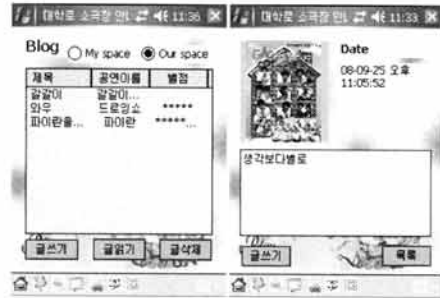 대학로 소극장 안 11:36
Blog My space Our space
제목 공연이름 별점
갈갈이 갈갈이...
와우 드로잉쇼 *****
파이란을... 파이란 *****...
글쓰기 글읽기 글삭제
대학로 소극장 안 11:33
Date
08-09-25 오후
11:05:52
생각보다별로
글쓰기 목록